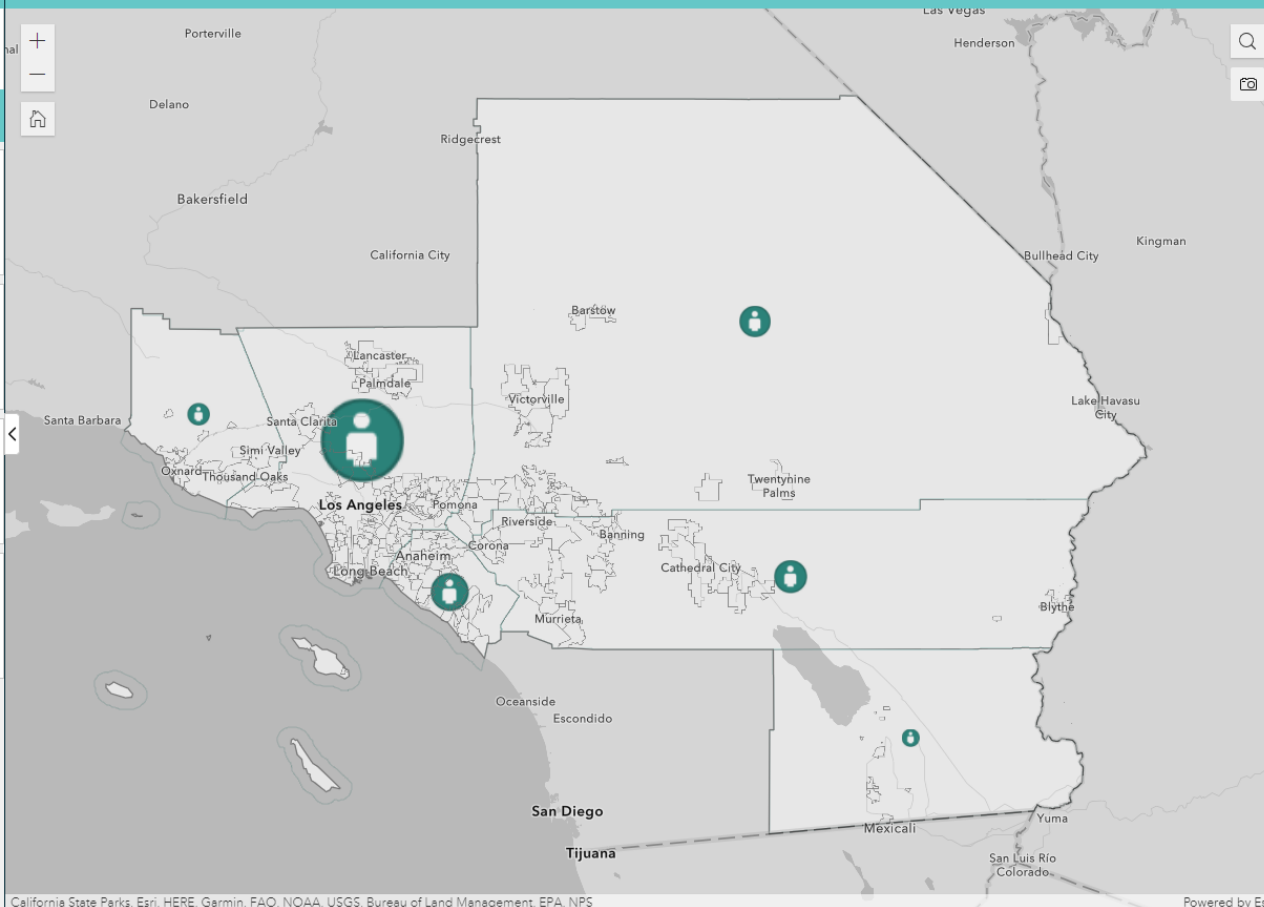 Las Vegas
Porterville
Henderson
nal
Delano
Ridgecrest
Bakersfield
Kingman
California City
Bullhead City
Barstow
Lancaster
Palmdale
Victorville
Lake Havasu
City
Santa Barbara
Santa Clarita
Simi Valley
Oxnard
Thousand Oaks
Twentynine
Palms
Los Angeles
Pomona
Riverside
Banning
Corona
Anaheim
Long Beach
Cathedral City
Blythe
Murrieta
Oceanside
Escondido
San Diego
Yuma
Mexicali
Tijuana
San Luis Río
Colorado
California State Parks, Esri, HERE, Garmin, FAO, NOAA, USGS, Bureau of Land Management, EPA, NPS
Powered by Es